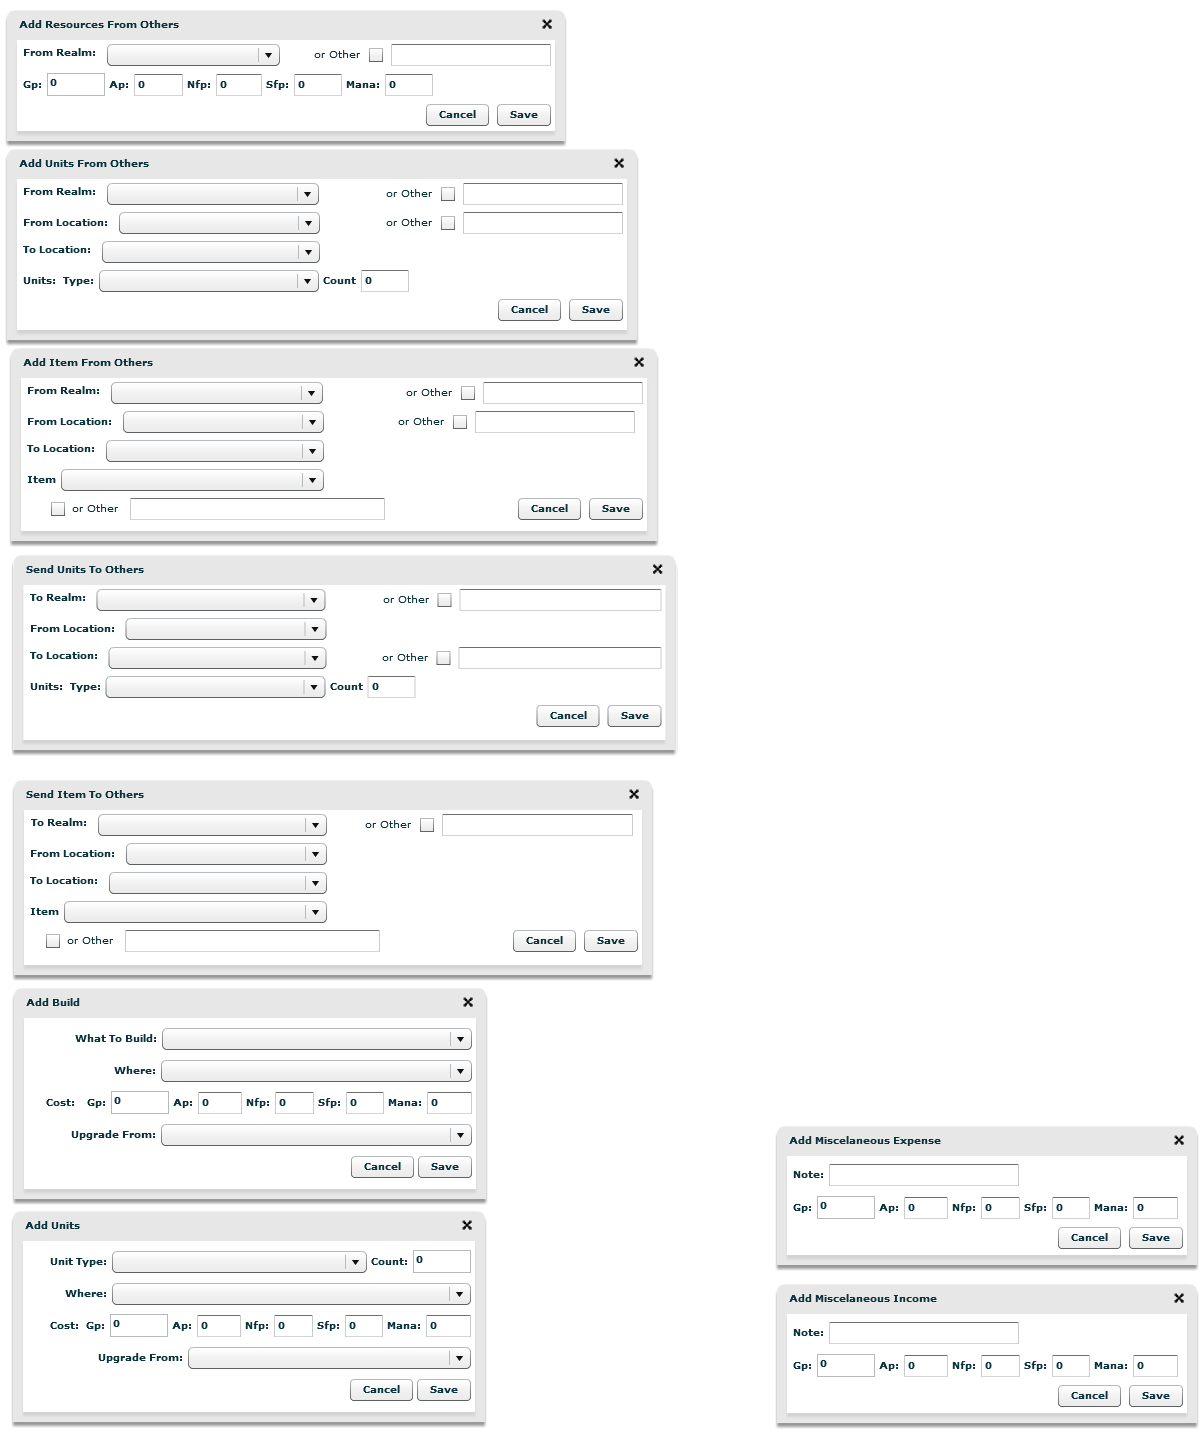 Add Resources From Others
From Realm: or Other
Gp: 0 Ap: 0 Nfp: 0 Sfp: 0 Mana: 0
Cancel Save
Add Units From Others
From Realm: or Other
From Location: or Other
To Location:
Units: Type: Count 0
Cancel Save
Add Item From Others
From Realm: or Other
From Location: or Other
To Location:
Item
or Other Cancel Save
Send Units To Others
To Realm: or Other
From Location:
To Location: or Other
Units: Type: Count 0
Cancel Save
Send Item To Others
To Realm: or Other
From Location:
To Location:
Item
or Other Cancel Save
Add Build
What To Build:
Where:
Cost: Gp: 0 Ap: 0 Nfp: 0 Sfp: 0 Mana: 0
Upgrade From:
Cancel Save
Add Units
Unit Type: Count: 0
Where:
Cost: Gp: 0 Ap: 0 Nfp: 0 Sfp: 0 Mana: 0
Upgrade From:
Cancel Save
Add Miscelaneous Expense
Note:
Gp: 0 Ap: 0 Nfp: 0 Sfp: 0 Mana: 0
Cancel Save
Add Miscelaneous Income
Note:
Gp: 0 Ap: 0 Nfp: 0 Sfp: 0 Mana: 0
Cancel Save